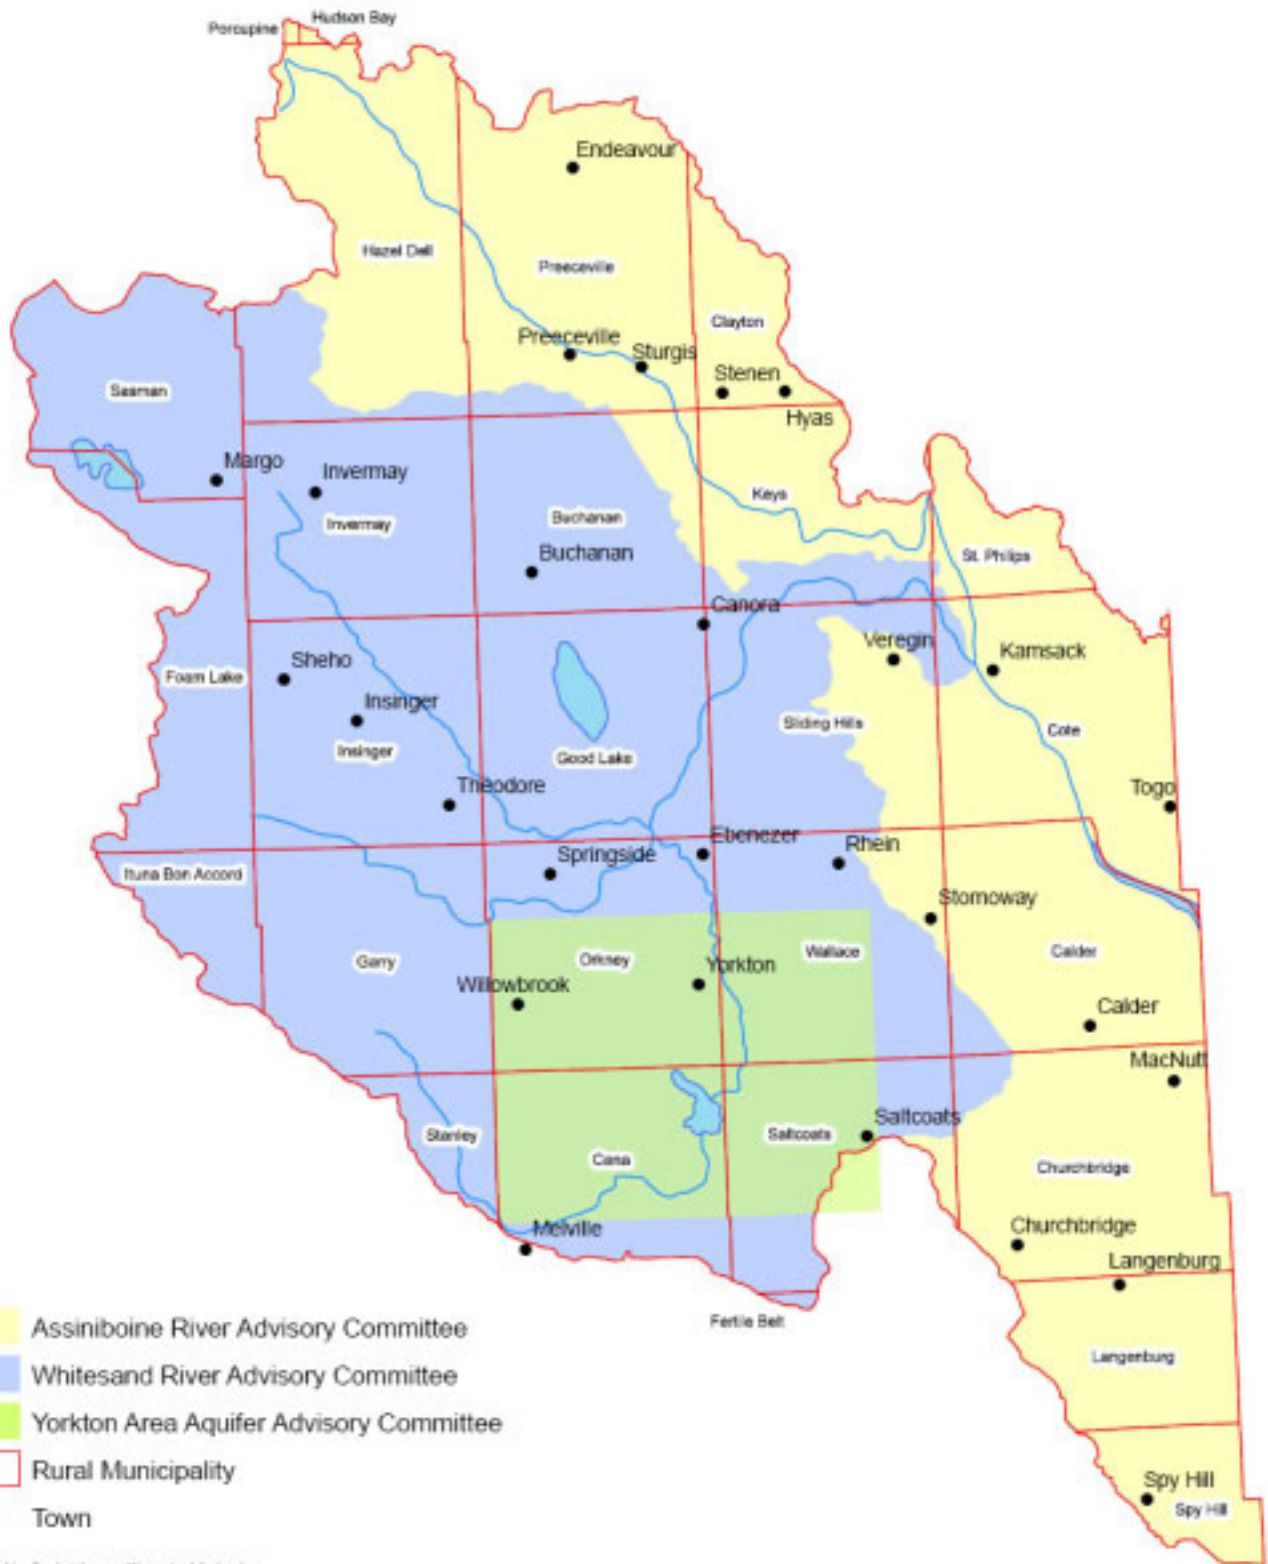 Hudson Bay
Porcupine
Endeavour
Hazel Dell
Preeceville
Clayton
Preeceville
Sturgis
Stenen
Hyas
Sasman
Margo
Invermay
Invermay
Keys
Buchanan
Buchanan
St. Philips
Canora
Veregin
Kamsack
Sheho
Foam Lake
Insinger
Insinger
Sliding Hills
Cote
Good Lake
Theodore
Togo
Ebenezer
Rhein
Springside
Ituna Bon Accord
Stornoway
Garry
Orkney
Wallace
Calder
Yorkton
Willowbrook
Calder
MacNutt
Saltcoats
Stanley
Saltcoats
Cana
Churchbridge
Churchbridge
Melville
Langenburg
Fertile Belt
Assiniboine River Advisory Committee
Langenburg
Whitesand River Advisory Committee
Yorkton Area Aquifer Advisory Committee
Rural Municipality
Spy Hill
Spy Hill
Town